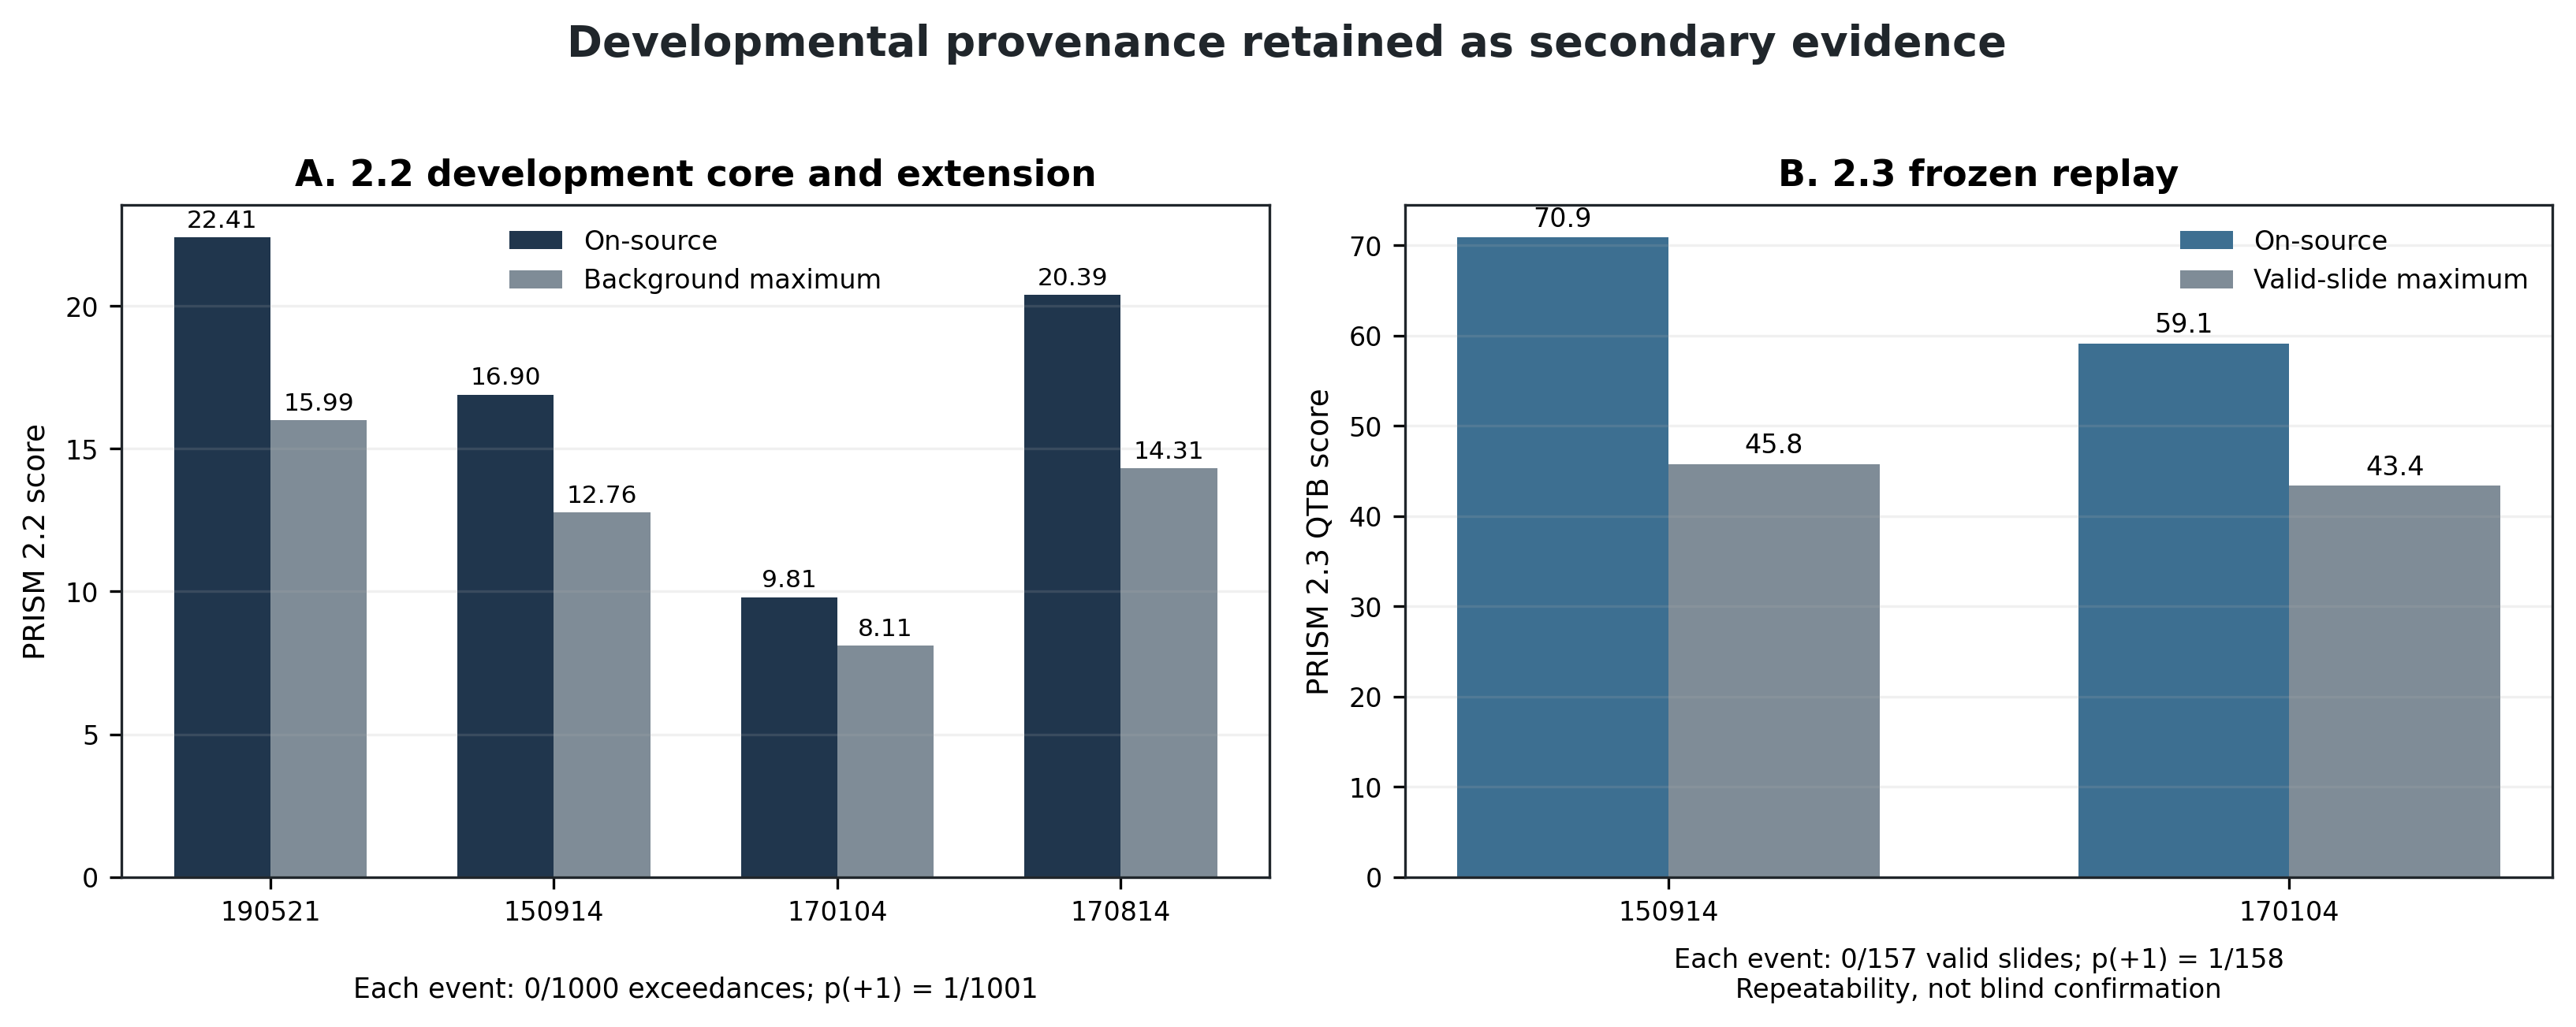 Developmental provenance retained as secondary evidence
A. 2.2 development core and extension
PRISM 2.2 score
20
15
10
5
0
On-source
Background maximum
22.41
15.99
16.90
12.76
9.81
8.11
20.39
14.31
190521
150914
170104
170814
Each event: 0/1000 exceedances; p(+1) = 1/1001
B. 2.3 frozen replay
PRISM 2.3 QTB score
70
60
50
40
30
20
10
0
On-source
Valid-slide maximum
70.9
45.8
59.1
43.4
150914
170104
Each event: 0/157 valid slides; p(+1) = 1/158
Repeatability, not blind confirmation